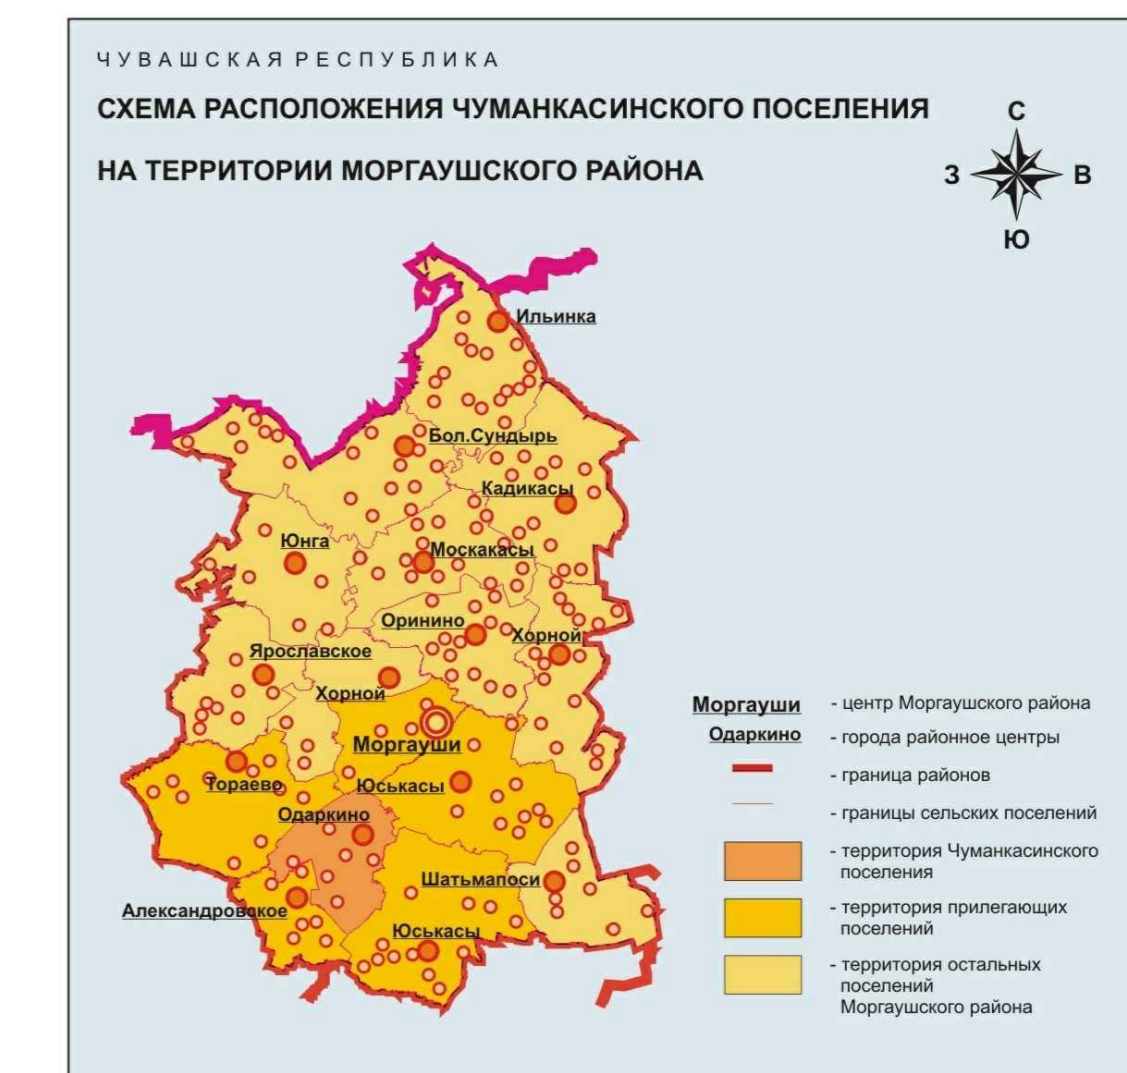 ЧУВАШСКАЯ РЕСПУБЛИКА
СХЕМА РАСПОЛОЖЕНИЯ ЧУМАНКАСИНСКОГО ПОСЕЛЕНИЯ
НА ТЕРРИТОРИИ МОРГАУШСКОГО РАЙОНА
С
З
В
Ю
Ильинка
Бол.Сундырь
Кадикасы
Юнга
Москакасы
Оринино
Хорной
Ярославское
Хорной
Моргауши
Тораево
Юськасы
Одаркино
Шатьмапоси
Александровское
Юськасы
Моргауши - центр Моргаушского района
Одаркино - города районное центры
- граница районов
- границы сельских поселений
- территория Чуманкасинского
поселения
- территория прилегающих
поселений
- территория остальных
поселений
Моргаушского района